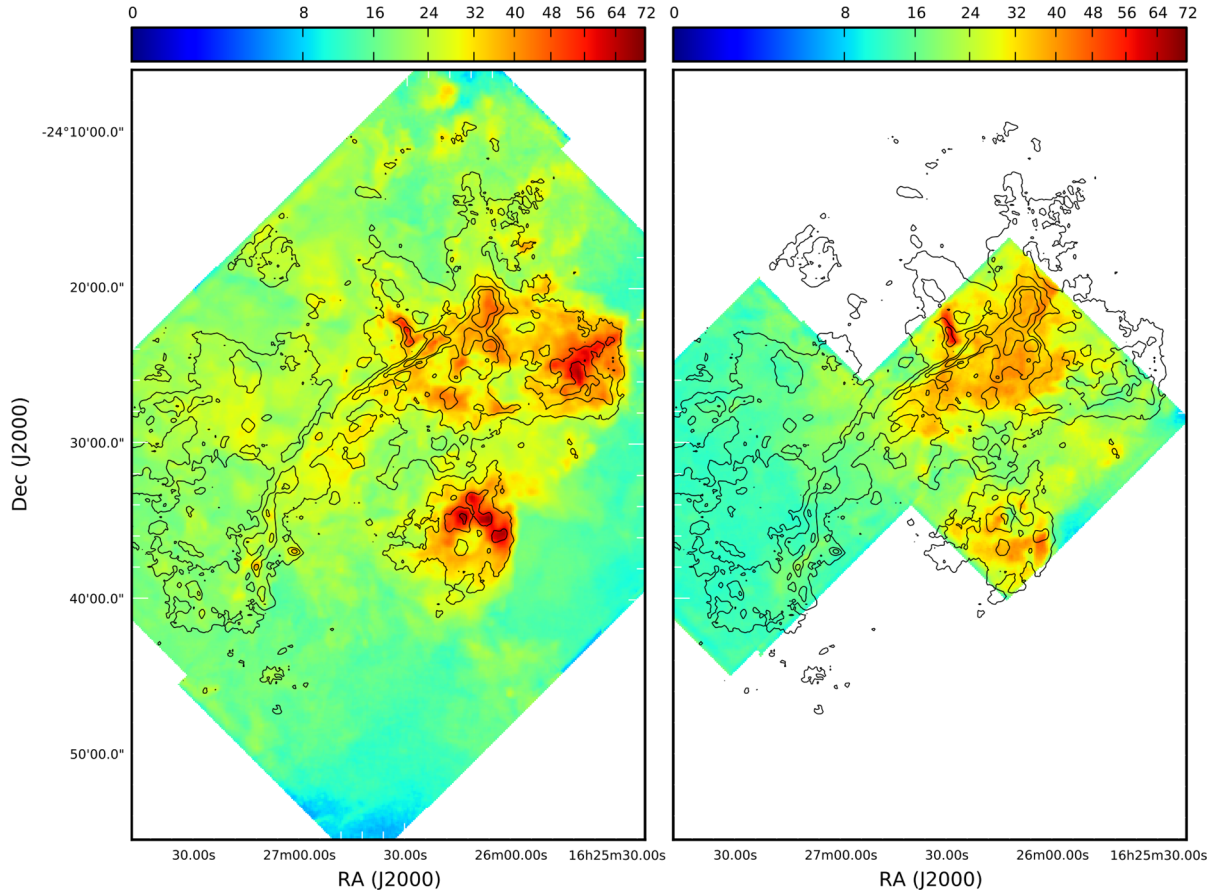 0 8 16 24 32 40 48 56 64 72
0 8 16 24 32 40 48 56 64 72
-24°10'00.0"
20'00.0"
30'00.0"
40'00.0"
50'00.0"
Dec (J2000)
30.00s 27m00.00s 30.00s 26m00.00s 16h25m30.00s
30.00s 27m00.00s 30.00s 26m00.00s 16h25m30.00s
RA (J2000)
RA (J2000)